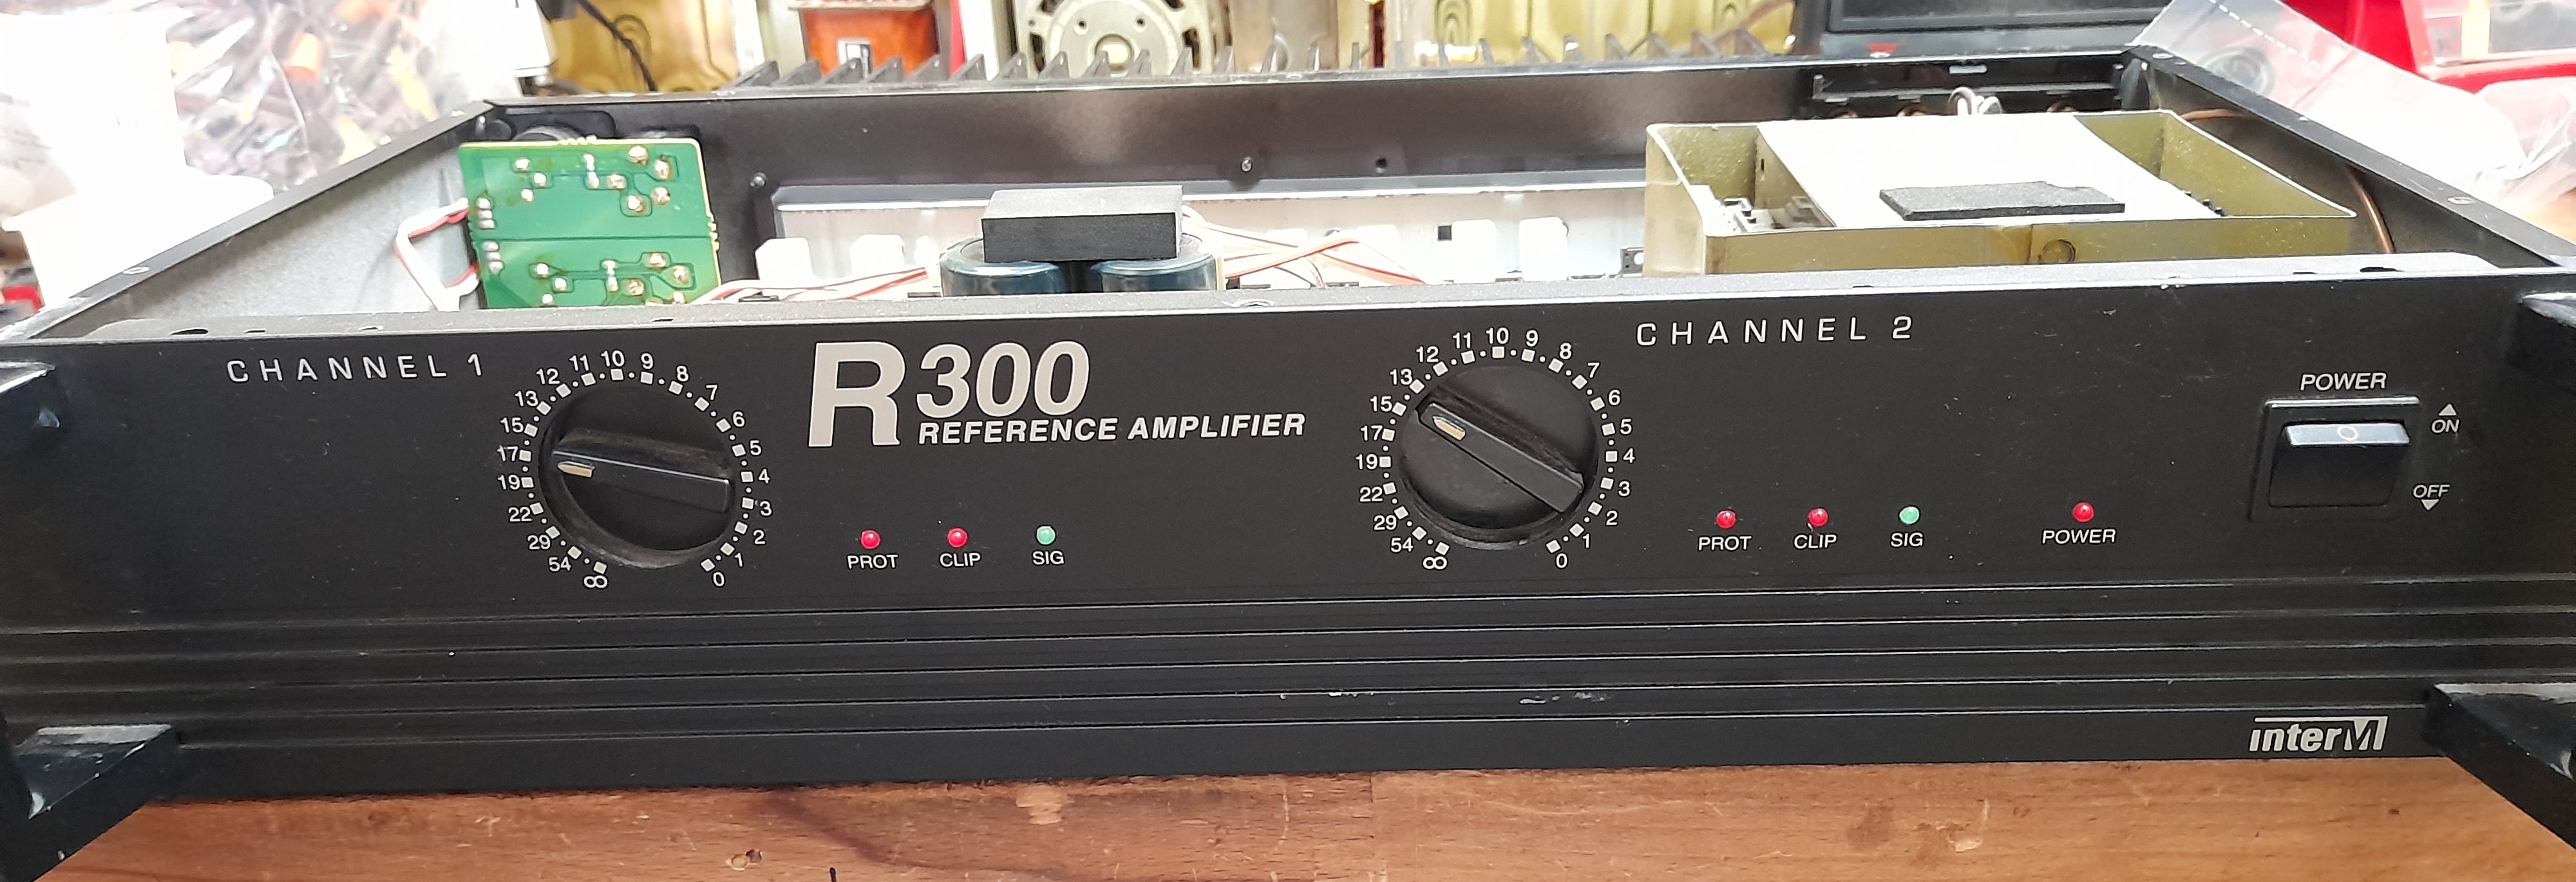 CHANNEL 1
∞ 54 29 22 19 17 15 13 12 11 10 9 8 7 6 5 4 3 2 1 0
R300
REFERENCE AMPLIFIER
PROT CLIP SIG
CHANNEL 2
∞ 54 29 22 19 17 15 13 12 11 10 9 8 7 6 5 4 3 2 1 0
PROT CLIP SIG
POWER
POWER
ON
OFF
interM